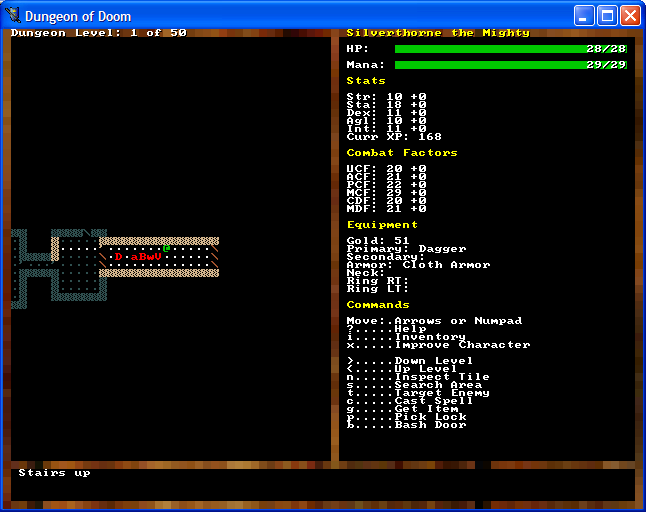 Dungeon of Doom
Dungeon Level: 1 of 50
@
D·aBwV
Silverthorne the Mighty
HP: 28/28
Mana: 29/29
Stats
Str: 10 +0
Sta: 18 +0
Dex: 11 +0
Agl: 10 +0
Int: 11 +0
Curr XP: 168
Combat Factors
UCF: 20 +0
ACF: 21 +0
PCF: 22 +0
MCF: 29 +0
CDF: 20 +0
MDF: 21 +0
Equipment
Gold: 51
Primary: Dagger
Secondary:
Armor: Cloth Armor
Neck:
Ring RT:
Ring LT:
Commands
Move:.Arrows or Numpad
?.....Help
i.....Inventory
x.....Improve Character
>.....Down Level
<.....Up Level
n.....Inspect Tile
s.....Search Area
t.....Target Enemy
c.....Cast Spell
g.....Get Item
p.....Pick Lock
b.....Bash Door
Stairs up